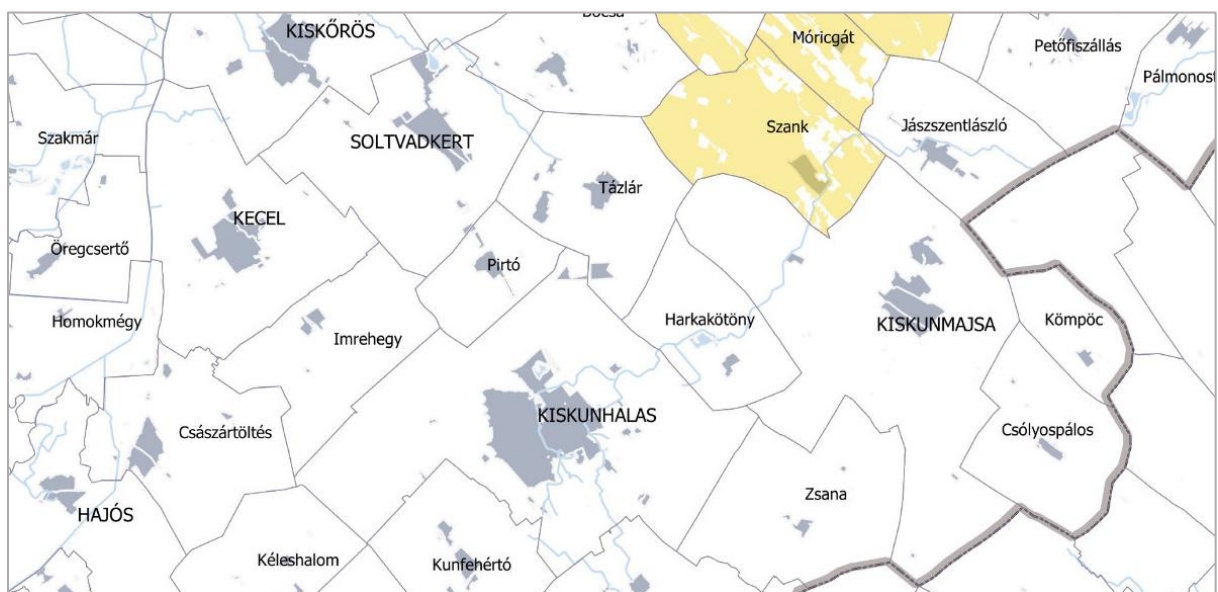 Bócsa
KISKŐRÖS
Móricgát
Petőfiszállás
Pálmonost
Szank
Szakmár
SOLTVADKERT
Jászszentlászló
Tázlár
KECEL
Öregcsertő
Pirtó
Homokmégy
Imrehegy
Harkakötöny
KISKUNMAJSA
Kömpöc
KISKUNHALAS
Császártöltés
Csólyospálos
Zsana
HAJÓS
Kéleshalom
Kunfehértó